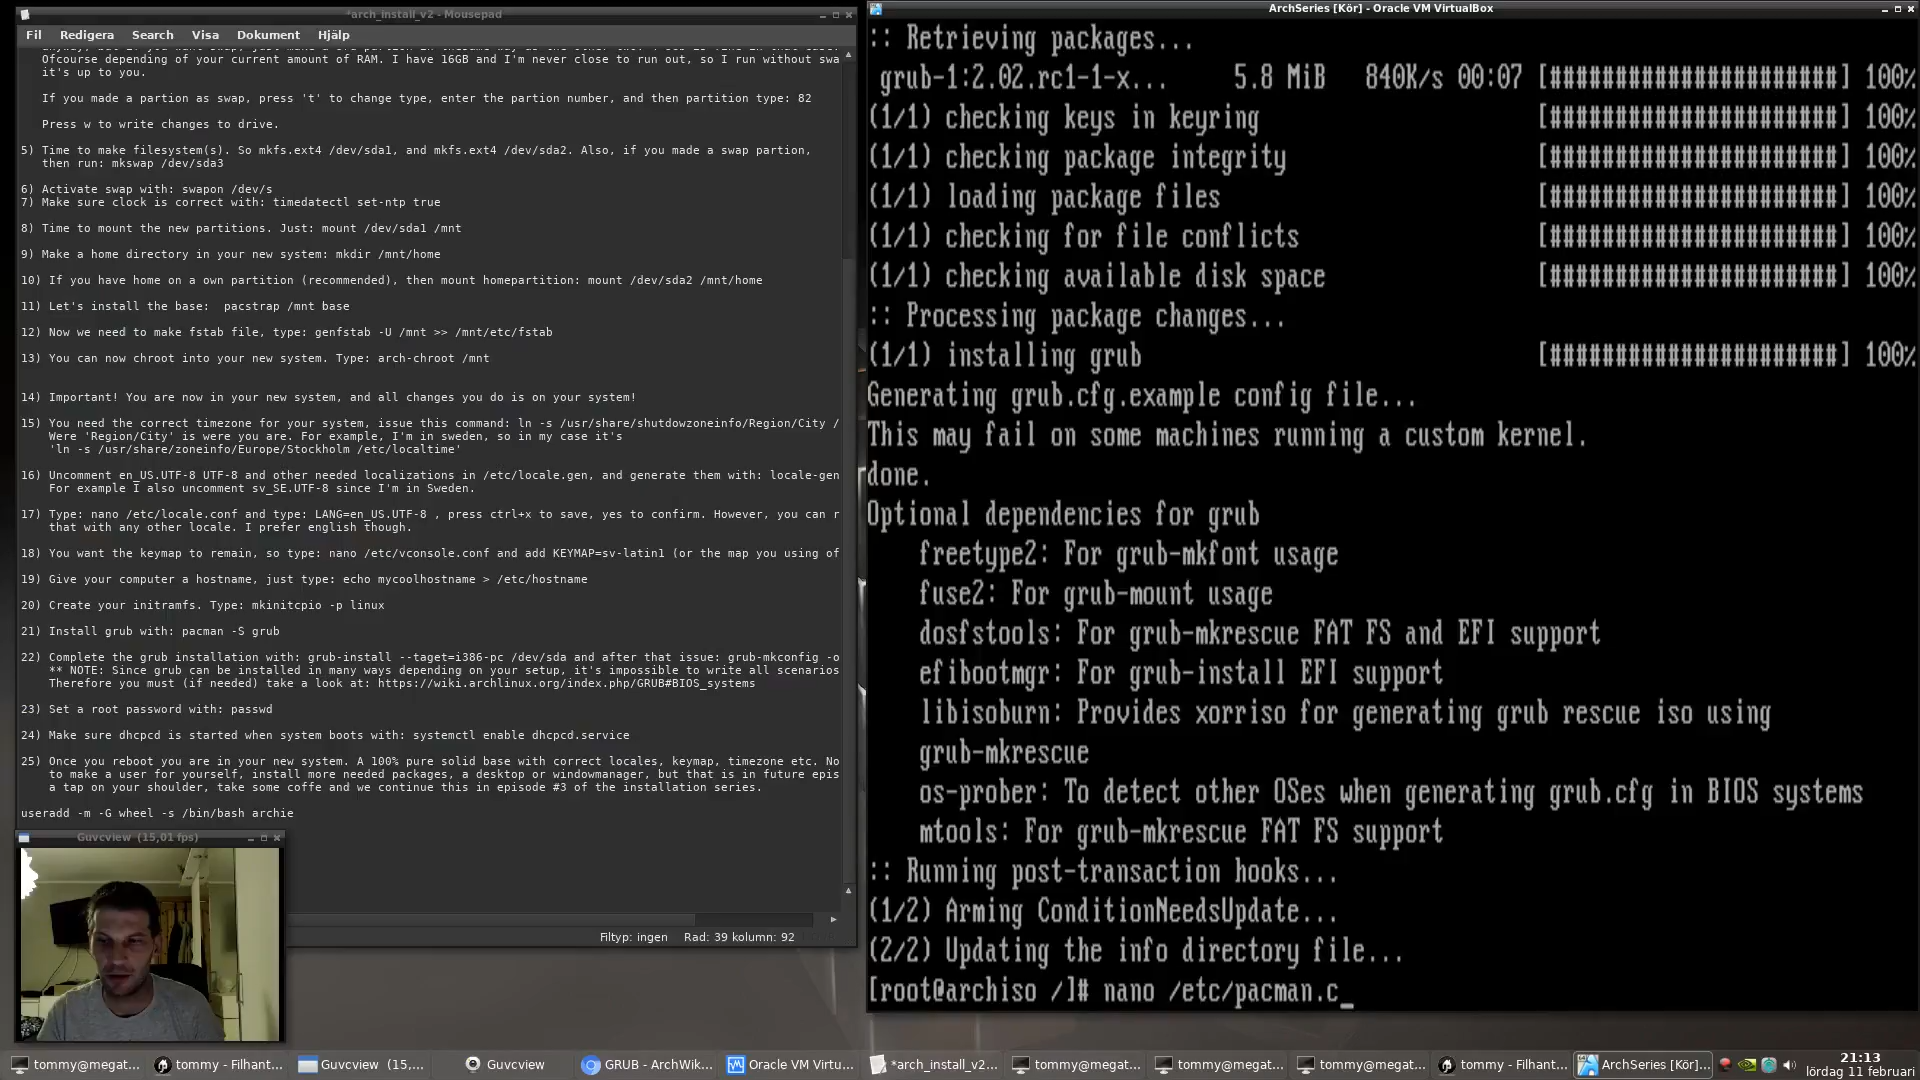 *arch_install_v2 - Mousepad
Fil Redigera Search Visa Dokument Hjälp
Ofcourse depending of your current amount of RAM. I have 16GB and I'm never close to run out, so I run without swa
it's up to you.
If you made a partion as swap, press 't' to change type, enter the partion number, and then partition type: 82
Press w to write changes to drive.
5) Time to make filesystem(s). So mkfs.ext4 /dev/sda1, and mkfs.ext4 /dev/sda2. Also, if you made a swap partion,
then run: mkswap /dev/sda3
6) Activate swap with: swapon /dev/s
7) Make sure clock is correct with: timedatectl set-ntp true
8) Time to mount the new partitions. Just: mount /dev/sda1 /mnt
9) Make a home directory in your new system: mkdir /mnt/home
10) If you have home on a own partition (recommended), then mount homepartition: mount /dev/sda2 /mnt/home
11) Let's install the base:  pacstrap /mnt base
12) Now we need to make fstab file, type: genfstab -U /mnt >> /mnt/etc/fstab
13) You can now chroot into your new system. Type: arch-chroot /mnt
14) Important! You are now in your new system, and all changes you do is on your system!
15) You need the correct timezone for your system, issue this command: ln -s /usr/share/shutdowzoneinfo/Region/City /
Were 'Region/City' is were you are. For example, I'm in sweden, so in my case it's
'ln -s /usr/share/zoneinfo/Europe/Stockholm /etc/localtime'
16) Uncomment en_US.UTF-8 UTF-8 and other needed localizations in /etc/locale.gen, and generate them with: locale-gen
For example I also uncomment sv_SE.UTF-8 since I'm in Sweden.
17) Type: nano /etc/locale.conf and type: LANG=en_US.UTF-8 , press ctrl+x to save, yes to confirm. However, you can r
that with any other locale. I prefer english though.
18) You want the keymap to remain, so type: nano /etc/vconsole.conf and add KEYMAP=sv-latin1 (or the map you using of
19) Give your computer a hostname, just type: echo mycoolhostname > /etc/hostname
20) Create your initramfs. Type: mkinitcpio -p linux
21) Install grub with: pacman -S grub
22) Complete the grub installation with: grub-install --taget=i386-pc /dev/sda and after that issue: grub-mkconfig -o
** NOTE: Since grub can be installed in many ways depending on your setup, it's impossible to write all scenarios
Therefore you must (if needed) take a look at: https://wiki.archlinux.org/index.php/GRUB#BIOS_systems
23) Set a root password with: passwd
24) Make sure dhcpcd is started when system boots with: systemctl enable dhcpcd.service
25) Once you reboot you are in your new system. A 100% pure solid base with correct locales, keymap, timezone etc. No
to make a user for yourself, install more needed packages, a desktop or windowmanager, but that is in future epis
a tap on your shoulder, take some coffe and we continue this in episode #3 of the installation series.
useradd -m -G wheel -s /bin/bash archie
Filtyp: ingen Rad: 39 kolumn: 92
Guvcview (15,01 fps)
ArchSeries [Kör] - Oracle VM VirtualBox
:: Retrieving packages...
grub-1:2.02.rc1-1-x... 5.8 MiB 840K/s 00:07 [######################] 100%
(1/1) checking keys in keyring [######################] 100%
(1/1) checking package integrity [######################] 100%
(1/1) loading package files [######################] 100%
(1/1) checking for file conflicts [######################] 100%
(1/1) checking available disk space [######################] 100%
:: Processing package changes...
(1/1) installing grub [######################] 100%
Generating grub.cfg.example config file...
This may fail on some machines running a custom kernel.
done.
Optional dependencies for grub
freetype2: For grub-mkfont usage
fuse2: For grub-mount usage
dosfstools: For grub-mkrescue FAT FS and EFI support
efibootmgr: For grub-install EFI support
libisoburn: Provides xorriso for generating grub rescue iso using
grub-mkrescue
os-prober: To detect other OSes when generating grub.cfg in BIOS systems
mtools: For grub-mkrescue FAT FS support
:: Running post-transaction hooks...
(1/2) Arming ConditionNeedsUpdate...
(2/2) Updating the info directory file...
[root@archiso /]# nano /etc/pacman.c_
tommy@megat... tommy - Filhant... Guvcview (15,... Guvcview GRUB - ArchWik... Oracle VM Virtu... *arch_install_v2... tommy@megat... tommy@megat... tommy@megat... tommy - Filhant... ArchSeries [Kör]...
21:13
lördag 11 februari